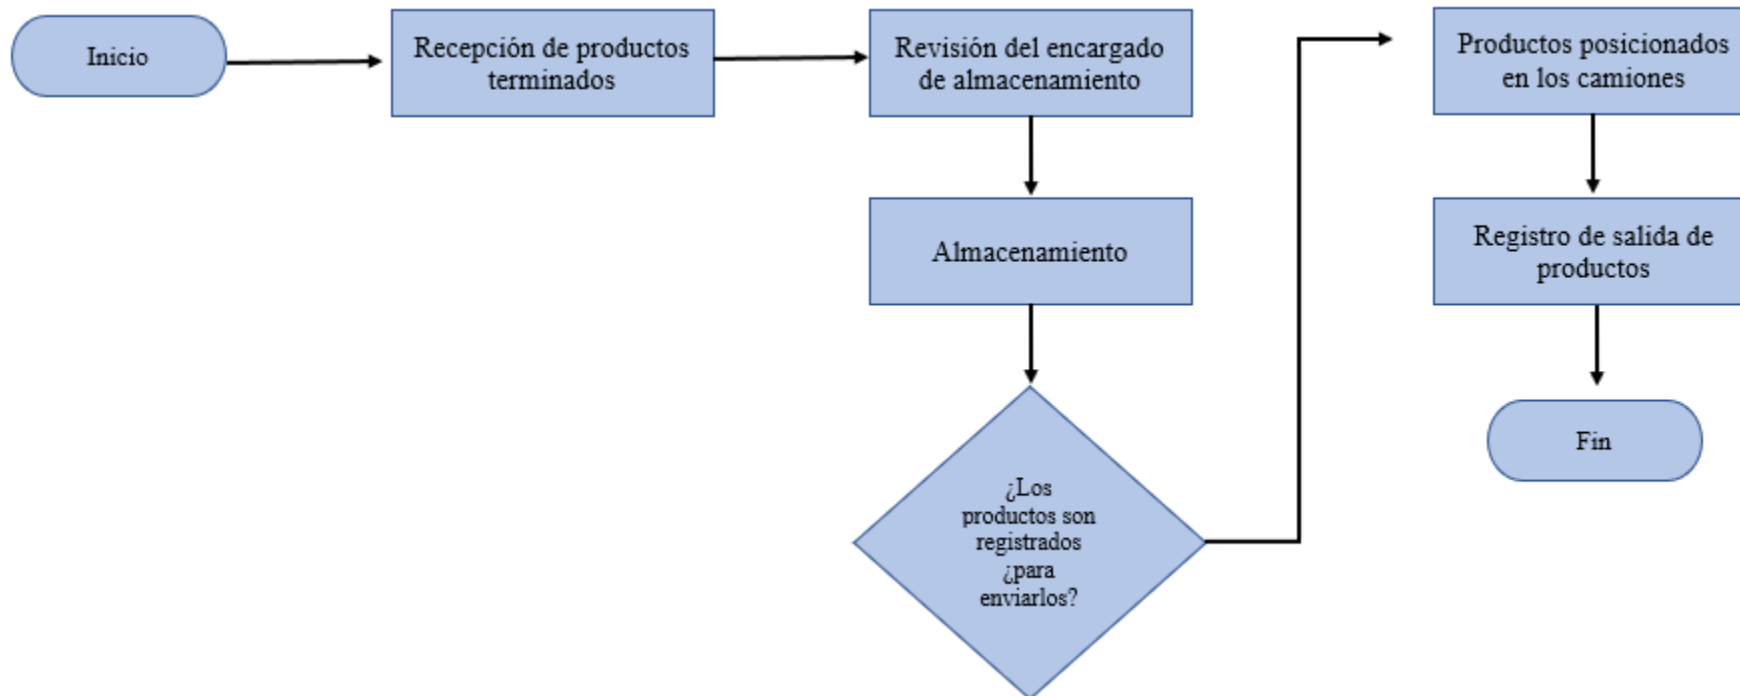 Inicio
Recepción de productos
terminados
Revisión del encargado
de almacenamiento
Almacenamiento
¿Los
productos son
registrados
¿para
enviarlos?
Productos posicionados
en los camiones
Registro de salida de
productos
Fin